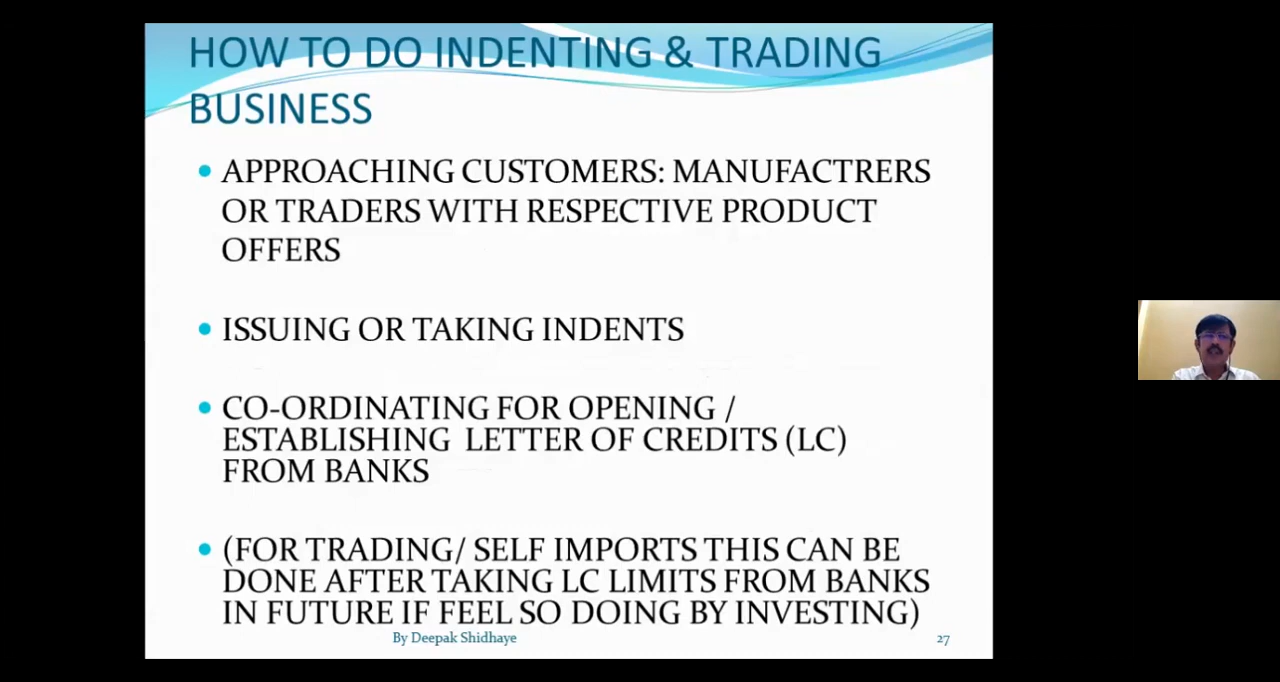 HOW TO DO INDENTING & TRADING
BUSINESS
• APPROACHING CUSTOMERS: MANUFACTRERS
OR TRADERS WITH RESPECTIVE PRODUCT
OFFERS
• ISSUING OR TAKING INDENTS
• CO-ORDINATING FOR OPENING /
ESTABLISHING LETTER OF CREDITS (LC)
FROM BANKS
• (FOR TRADING/ SELF IMPORTS THIS CAN BE
DONE AFTER TAKING LC LIMITS FROM BANKS
IN FUTURE IF FEEL SO DOING BY INVESTING)
By Deepak Shidhaye
27